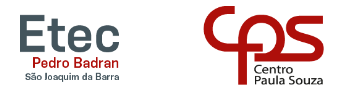 Etec
Pedro Badran
São Joaquim da Barra
cps
Centro
Paula Souza